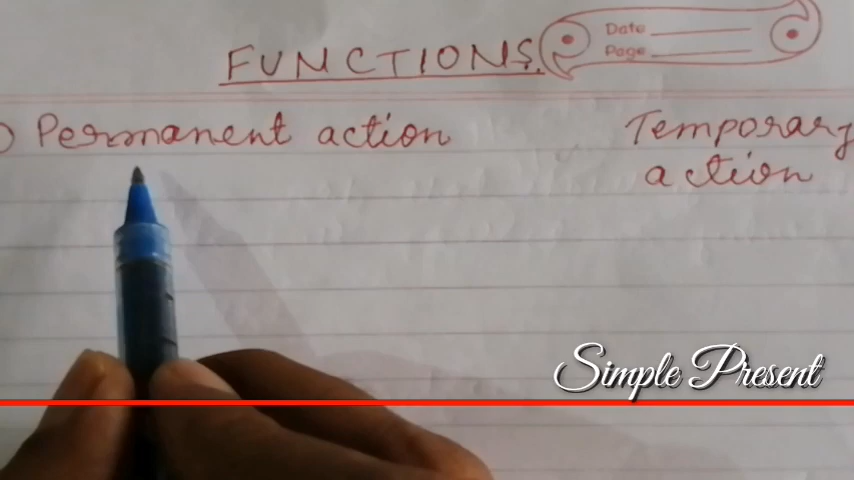 FUNCTIONS.
Date
Page
) Permanent action
Temporary
action
Simple Present